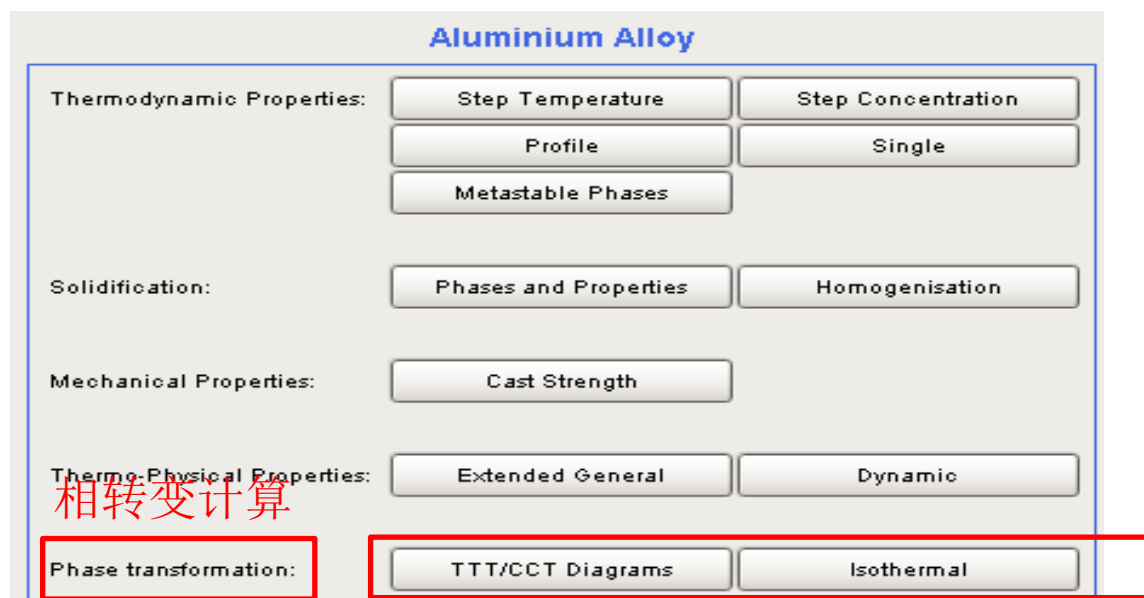 Aluminium Alloy
Thermodynamic Properties: Step Temperature Step Concentration
Profile Single
Metastable Phases
Solidification: Phases and Properties Homogenisation
Mechanical Properties: Cast Strength
Thermo-Physical Properties: Extended General Dynamic
相转变计算
Phase transformation: TTT/CCT Diagrams Isothermal